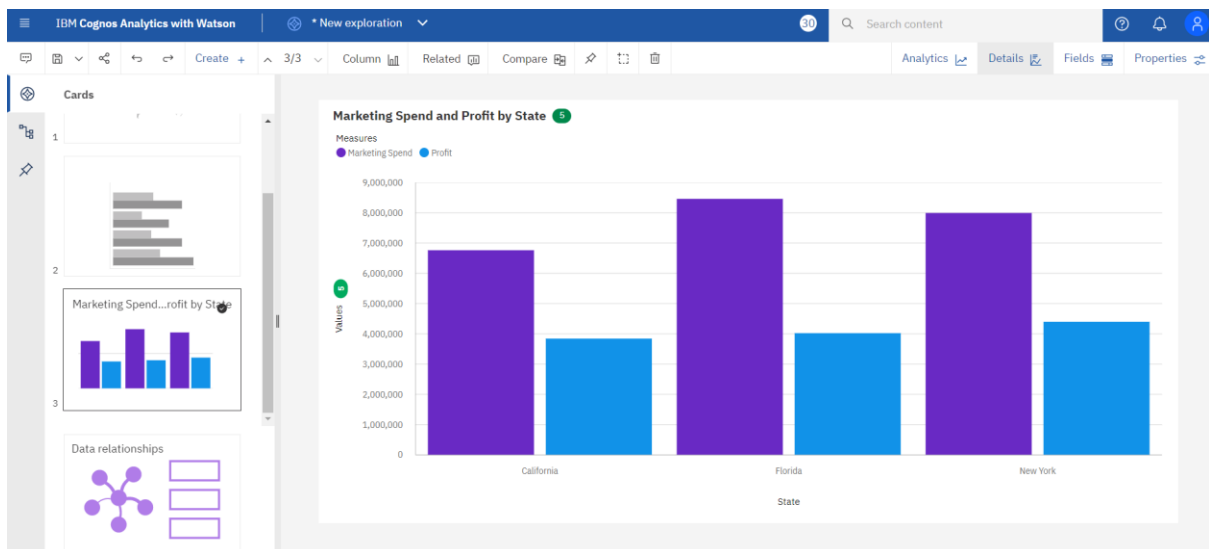 IBM Cognos Analytics with Watson
* New exploration
30
Search content
Create +
3/3
Column
Related
Compare
Analytics
Details
Fields
Properties
Cards
1
2
Marketing Spend...rofit by State
3
Data relationships
Marketing Spend and Profit by State 5
Measures
Marketing Spend Profit
9,000,000
8,000,000
7,000,000
6,000,000
5,000,000
4,000,000
3,000,000
2,000,000
1,000,000
0
5
Values
California Florida New York
State